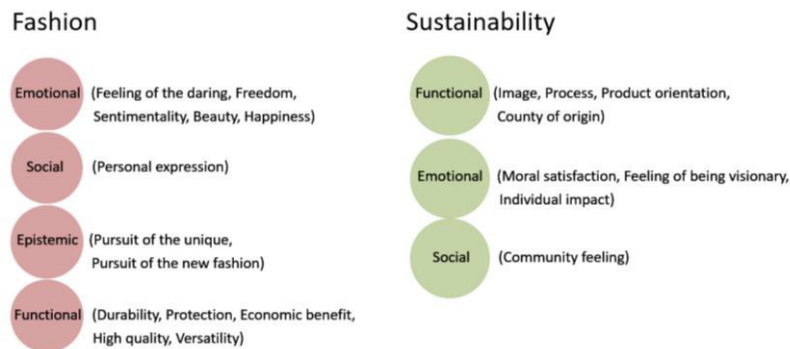 Fashion
Emotional (Feeling of the daring, Freedom,
Sentimentality, Beauty, Happiness)
Social (Personal expression)
Epistemic (Pursuit of the unique,
Pursuit of the new fashion)
Functional (Durability, Protection, Economic benefit,
High quality, Versatility)
Sustainability
Functional (Image, Process, Product orientation,
County of origin)
Emotional (Moral satisfaction, Feeling of being visionary,
Individual impact)
Social (Community feeling)